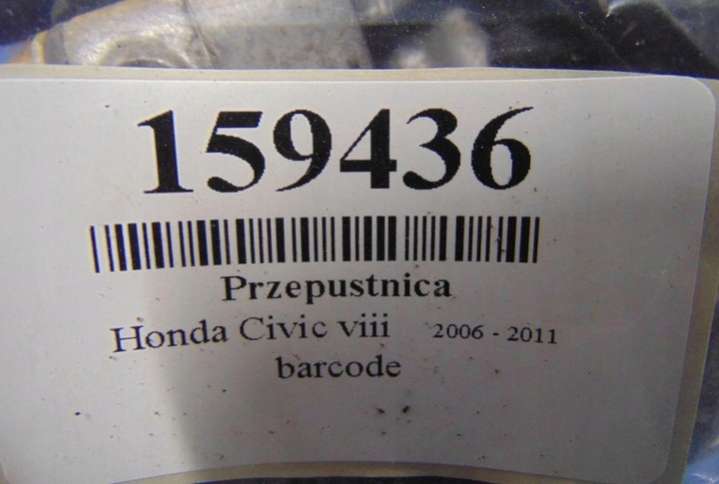 159436
Przepustnica
Honda Civic viii 2006 - 2011
barcode